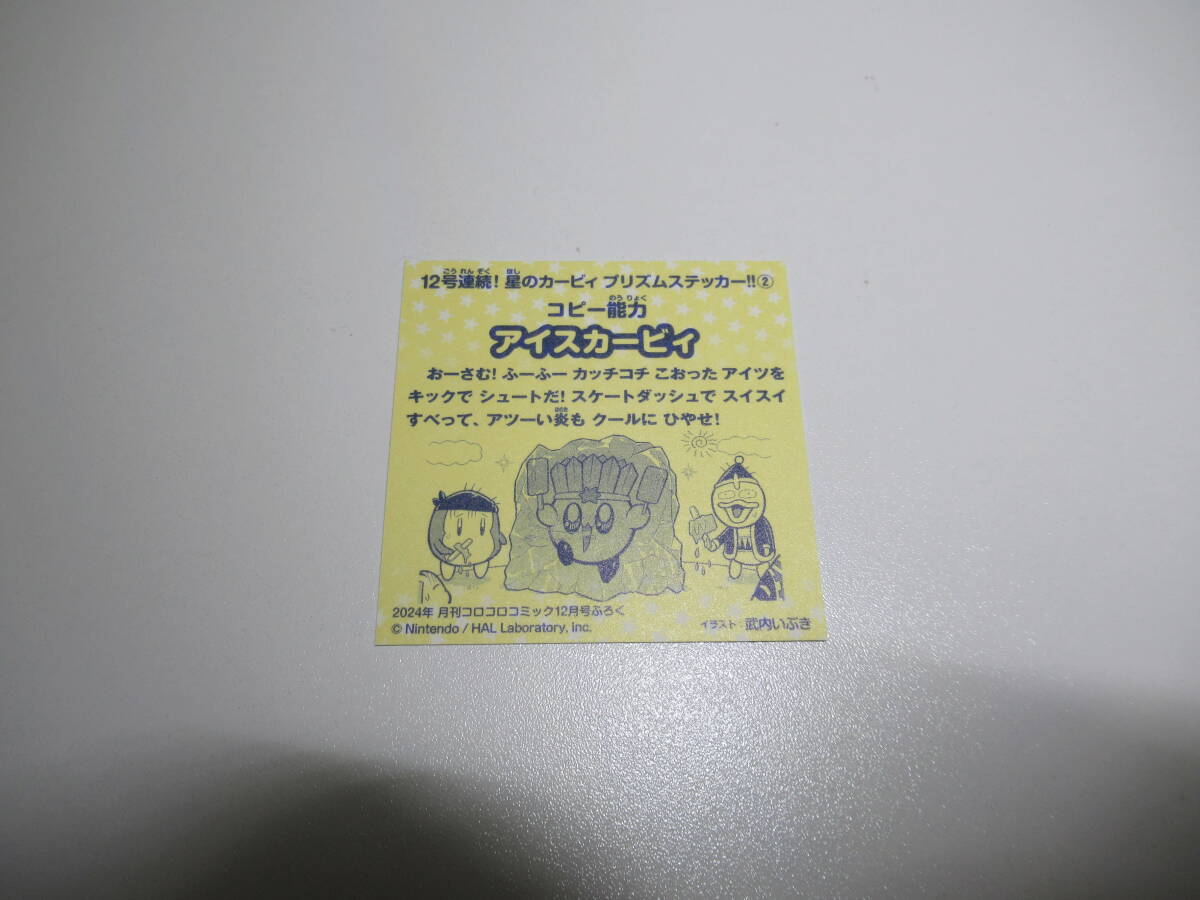 12号連続! 星のカービィ プリズムステッカー!!②
コピー能力
アイスカービィ
おーさむ! ふーふー カッチコチ こおった アイツを
キックで シュートだ! スケートダッシュで スイスイ
すべって、アツーい炎も クールに ひやせ!
2024年 月刊コロコロコミック12月号ふろく
© Nintendo / HAL Laboratory, Inc.
イラスト:武内いぶき